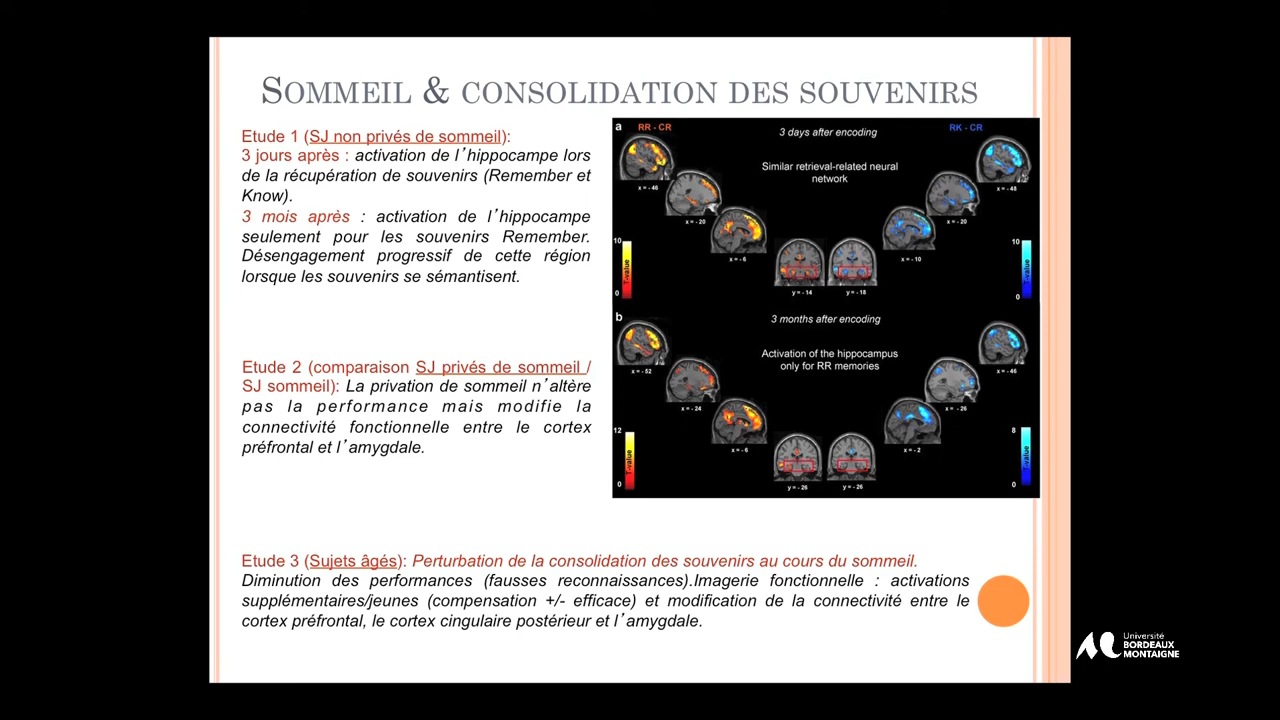 SOMMEIL & CONSOLIDATION DES SOUVENIRS
Etude 1 (SJ non privés de sommeil):
3 jours après : activation de l’hippocampe lors
de la récupération de souvenirs (Remember et
Know).
3 mois après : activation de l’hippocampe
seulement pour les souvenirs Remember.
Désengagement progressif de cette région
lorsque les souvenirs se sémantisent.
Etude 2 (comparaison SJ privés de sommeil /
SJ sommeil): La privation de sommeil n’altère
pas la performance mais modifie la
connectivité fonctionnelle entre le cortex
préfrontal et l’amygdale.
a
RR - CR
3 days after encoding
RK - CR
Similar retrieval-related neural
network
x = - 46
x = - 20
x = - 6
y = - 14
y = - 18
x = - 10
x = - 20
x = - 48
10
T-value
0
10
T-value
0
b
3 months after encoding
Activation of the hippocampus
only for RR memories
x = - 52
x = - 24
x = - 6
y = - 26
y = - 26
x = - 2
x = - 26
x = - 46
12
T-value
0
8
T-value
0
Etude 3 (Sujets âgés): Perturbation de la consolidation des souvenirs au cours du sommeil.
Diminution des performances (fausses reconnaissances).Imagerie fonctionnelle : activations
supplémentaires/jeunes (compensation +/- efficace) et modification de la connectivité entre le
cortex préfrontal, le cortex cingulaire postérieur et l’amygdale.
Université
BORDEAUX
MONTAIGNE